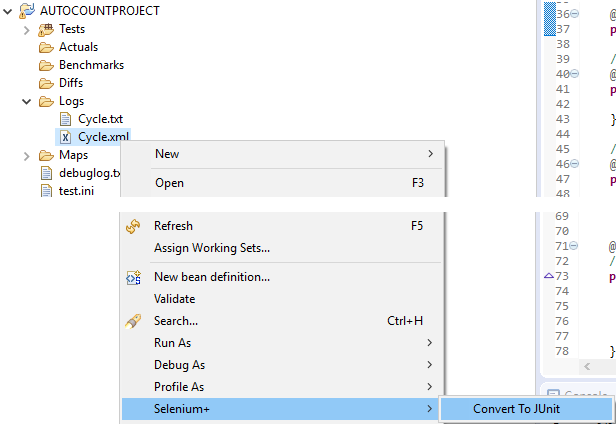 AUTOCOUNTPROJECT
Tests
Actuals
Benchmarks
Diffs
Logs
Cycle.txt
Cycle.xml
Maps
debuglog.tx
test.ini
New
Open F3
Refresh F5
Assign Working Sets...
New bean definition...
Validate
Search... Ctrl+H
Run As
Debug As
Profile As
Selenium+
Convert To JUnit
35
36 @
37 p
38
39 //
40 @
41 p
42
43 }
44
45 //
46 @
47 p
48
69
70
71 @
72 //
73 p
74
75
76
77
78 }